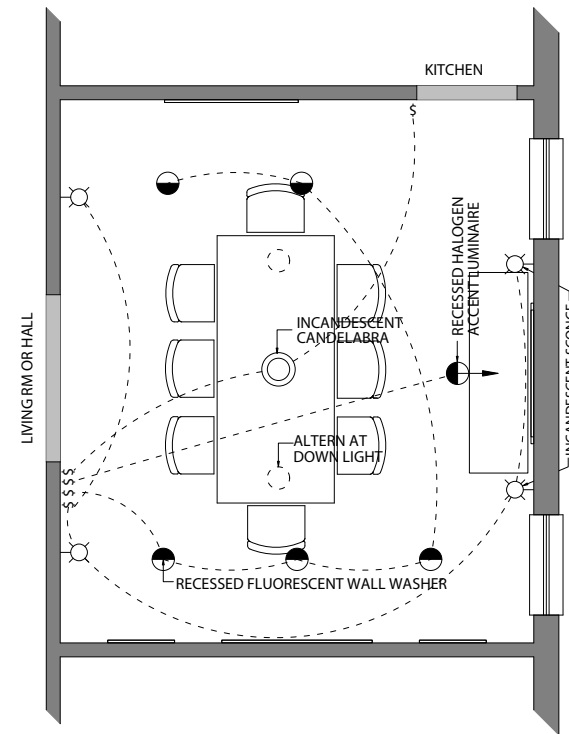 KITCHEN
$
RECESSED HALOGEN
ACCENT LUMINAIRE
INCANDESCENT
CANDELABRA
LIVING RM OR HALL
INCANDESCENT SCONCE
ALTERN AT
DOWN LIGHT
$ $ $ $
$
RECESSED FLUORESCENT WALL WASHER